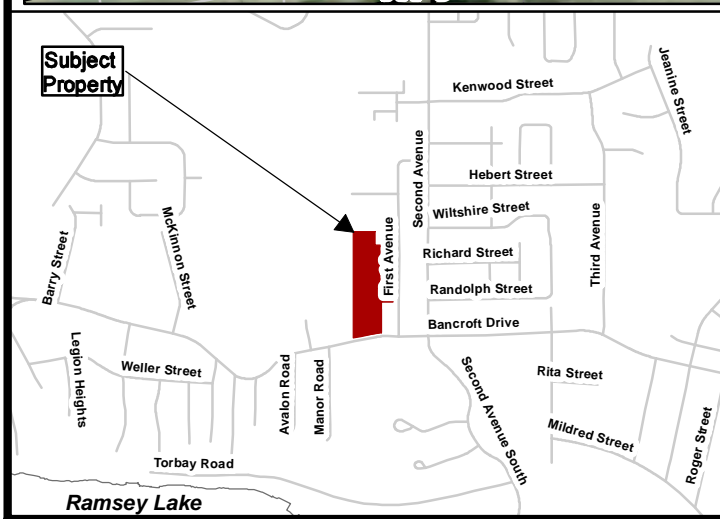 Subject
Property
Kenwood Street
Jeanine Street
Second Avenue
Hebert Street
Wiltshire Street
McKinnon Street
Third Avenue
First Avenue
Richard Street
Barry Street
Randolph Street
Bancroft Drive
Legion Heights
Weller Street
Avalon Road
Manor Road
Second Avenue South
Rita Street
Mildred Street
Roger Street
Torbay Road
Ramsey Lake